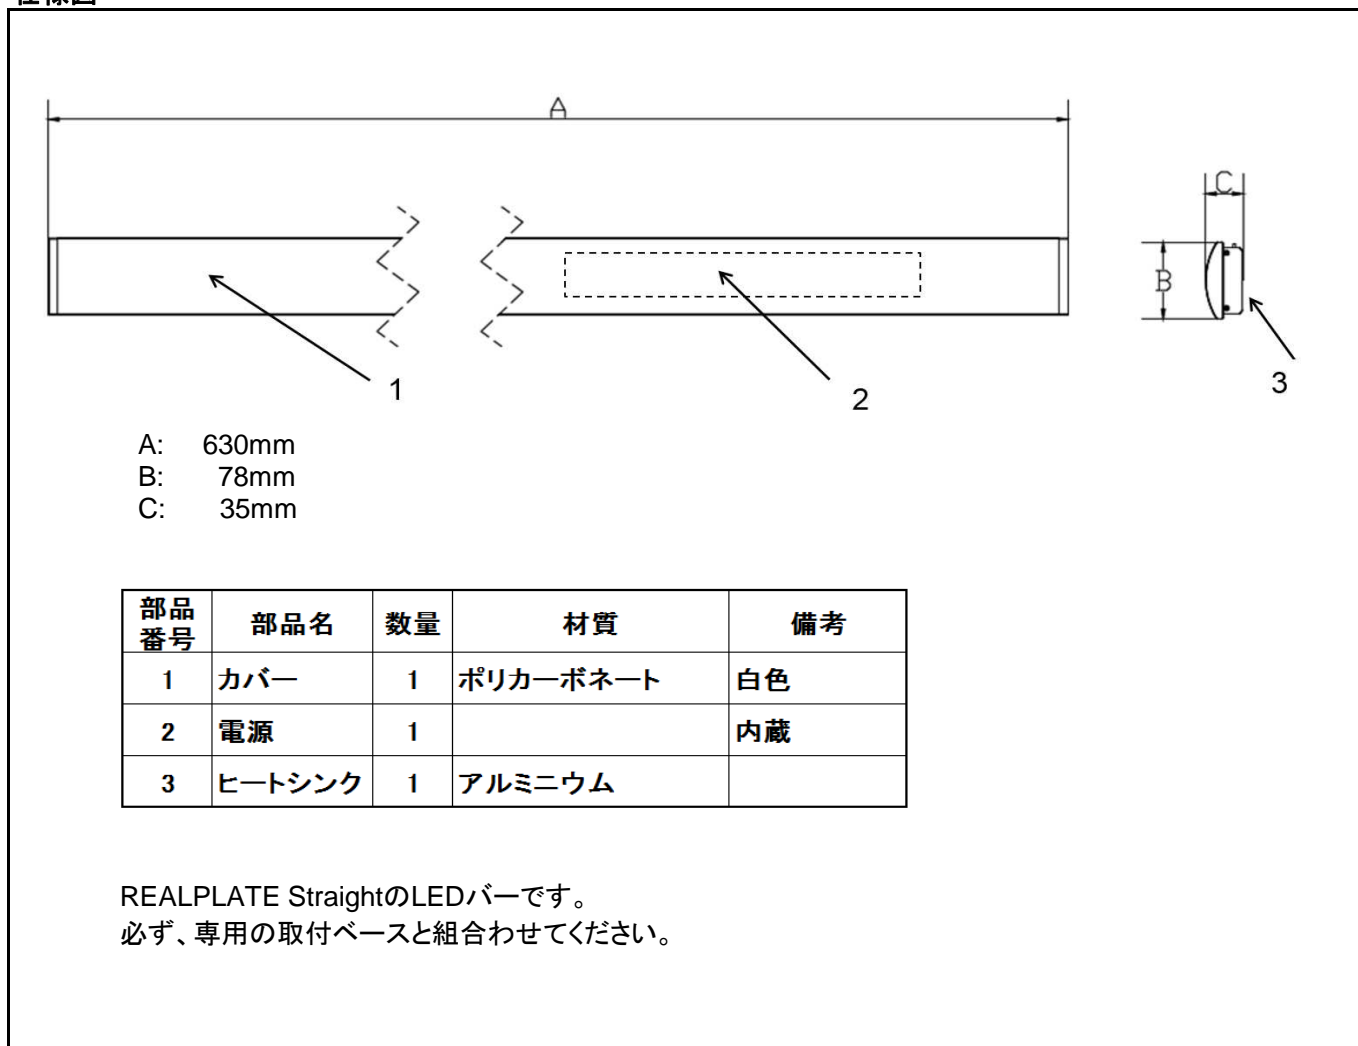 A
C
B
1
2
3
A: 630mm
B: 78mm
C: 35mm
部品番号 部品名 数量 材質 備考
1 カバー 1 ポリカーボネート 白色
2 電源 1 内蔵
3 ヒートシンク 1 アルミニウム
REALPLATE StraightのLEDバーです。
必ず、専用の取付ベースと組合わせてください。